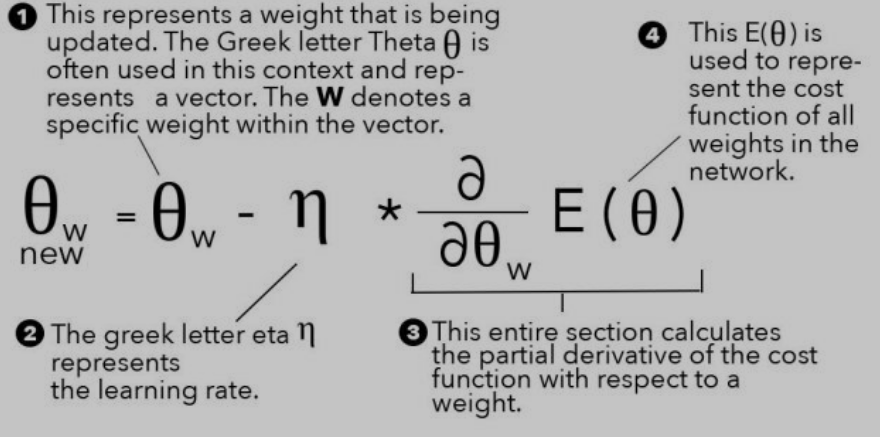 ❶ This represents a weight that is being
updated. The Greek letter Theta θ is
often used in this context and rep-
resents a vector. The W denotes a
specific weight within the vector.
❹ This E(θ) is
used to repre-
sent the cost
function of all
weights in the
network.
θ_w new = θ_w - η * ∂/∂θ_w E(θ)
❷ The greek letter eta η
represents
the learning rate.
❸ This entire section calculates
the partial derivative of the cost
function with respect to a
weight.